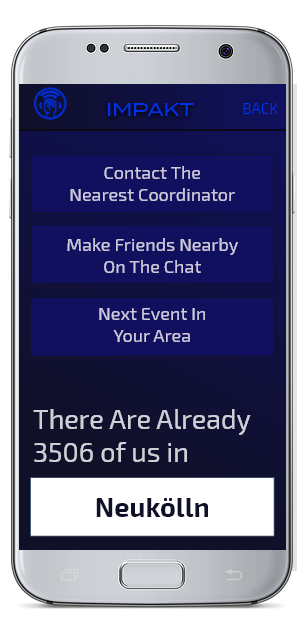 IMPAKT
BACK
Contact The
Nearest Coordinator
Make Friends Nearby
On The Chat
Next Event In
Your Area
There Are Already
3506 of us in
Neukölln